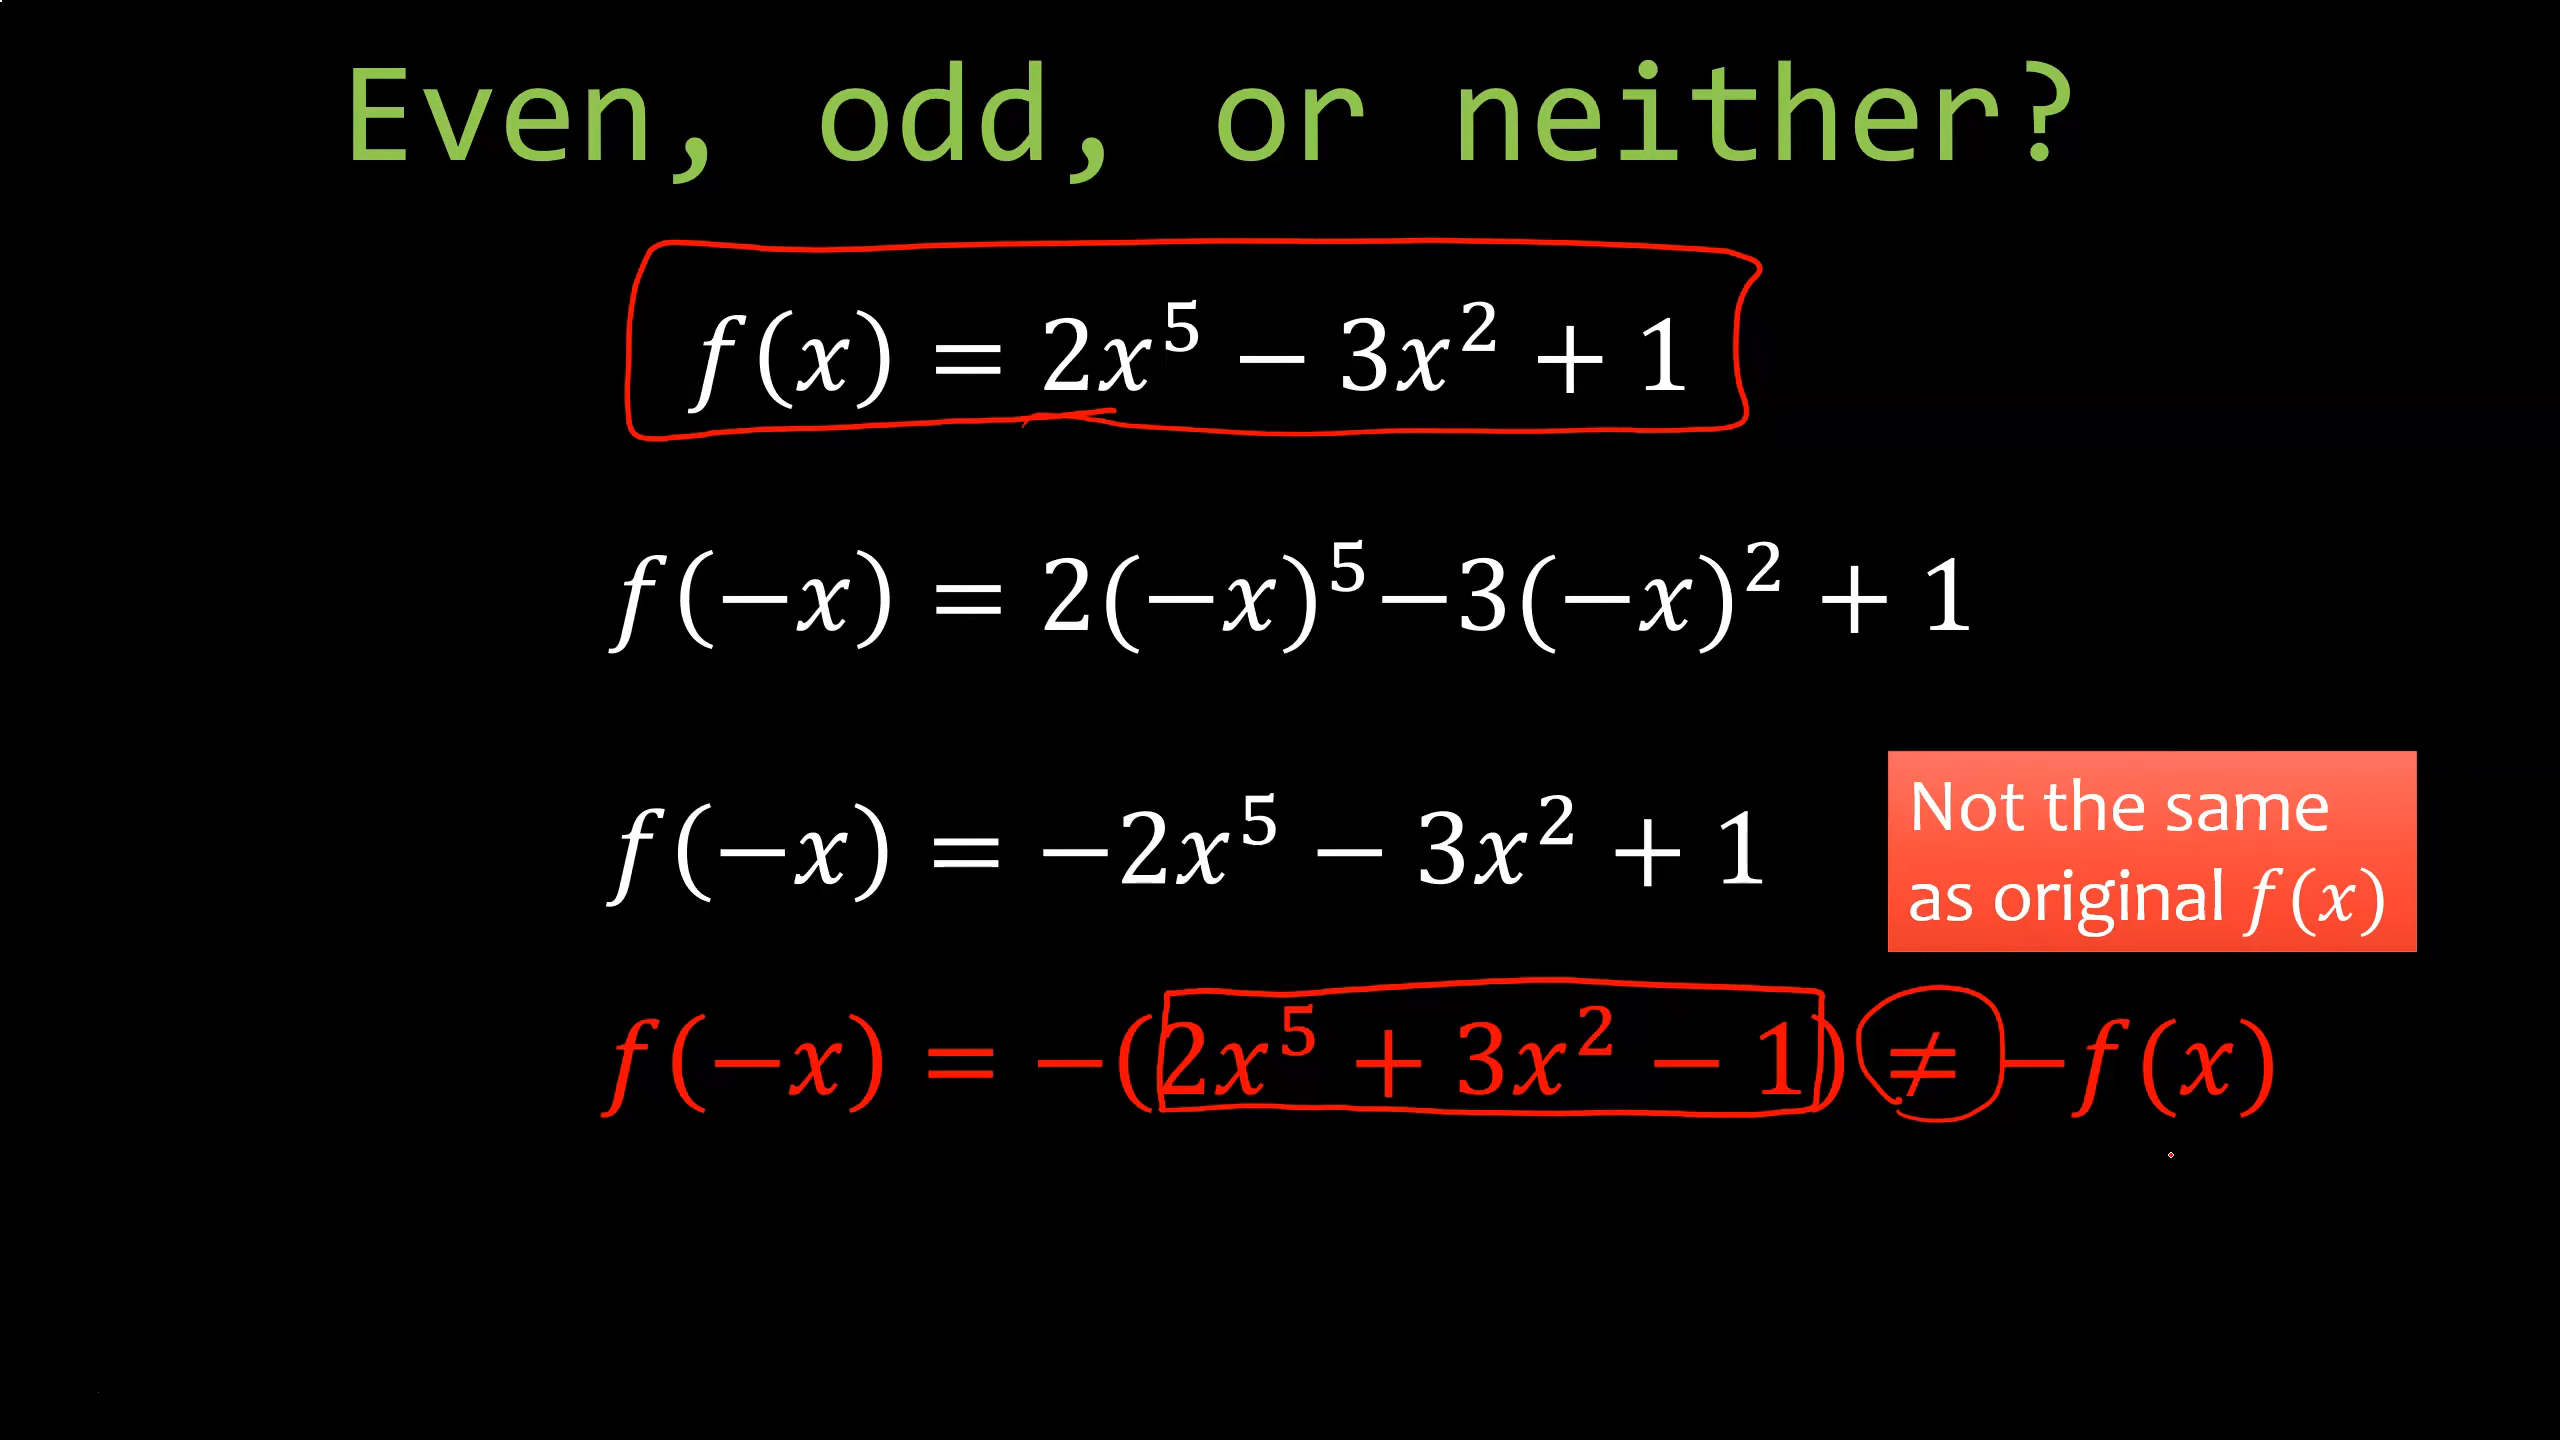 Even, odd, or neither?
f(x) = 2x⁵ − 3x² + 1
f(−x) = 2(−x)⁵−3(−x)² + 1
f(−x) = −2x⁵ − 3x² + 1
Not the same
as original f(x)
f(−x) = −(2x⁵ + 3x² − 1) ≠ −f(x)